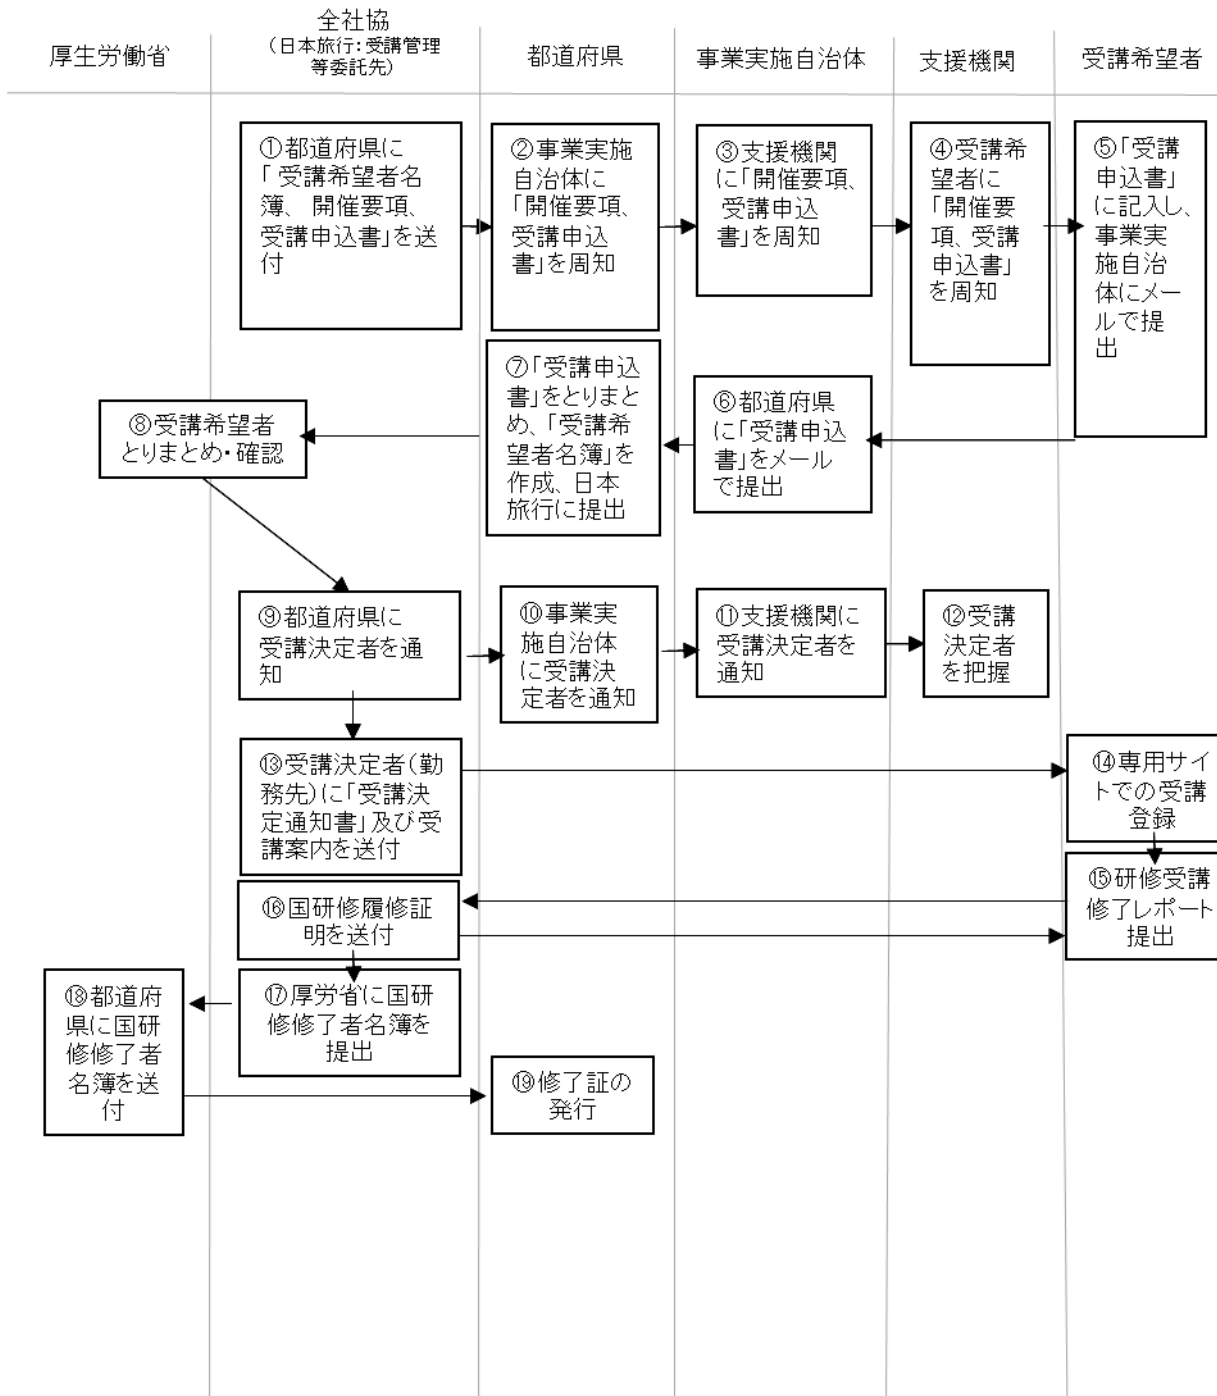 厚生労働省
全社協
（日本旅行：受講管理
等委託先）
都道府県
事業実施自治体
支援機関
受講希望者
①都道府県に
「受講希望者名
簿、 開催要項、
受講申込書」を送
付
②事業実施
自治体に
「開催要項、
受講申込
書」を周知
③支援機関
に「開催要項、
受講申込
書」を周知
④受講希
望者に
「開催要
項、受講
申込書」
を周知
⑤「受講
申込書」
に記入し、
事業実
施自治
体にメー
ルで提
出
⑥都道府県
に「受講申込
書」をメール
で提出
⑦「受講申込
書」をとりまと
め、「受講希
望者名簿」を
作成、日本
旅行に提出
⑧受講希望者
とりまとめ・確認
⑨都道府県に
受講決定者を通
知
⑩事業実
施自治体
に受講決
定者を通知
⑪支援機関に
受講決定者を
通知
⑫受講
決定者
を把握
⑬受講決定者（勤
務先）に「受講決
定通知書」及び受
講案内を送付
⑭専用サイ
トでの受講
登録
⑮研修受講
修了レポート
提出
⑯国研修履修証
明を送付
⑰厚労省に国研
修修了者名簿を
提出
⑱都道府
県に国研
修修了者
名簿を送
付
⑲修了証の
発行